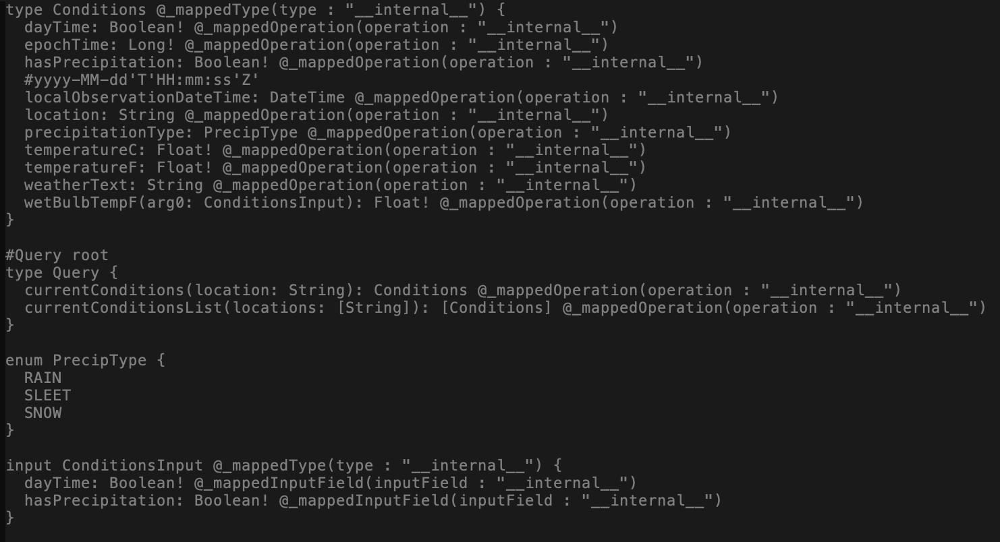 type Conditions @_mappedType(type : "__internal__") {
  dayTime: Boolean! @_mappedOperation(operation : "__internal__")
  epochTime: Long! @_mappedOperation(operation : "__internal__")
  hasPrecipitation: Boolean! @_mappedOperation(operation : "__internal__")
  #yyyy-MM-dd'T'HH:mm:ss'Z'
  localObservationDateTime: DateTime @_mappedOperation(operation : "__internal__")
  location: String @_mappedOperation(operation : "__internal__")
  precipitationType: PrecipType @_mappedOperation(operation : "__internal__")
  temperatureC: Float! @_mappedOperation(operation : "__internal__")
  temperatureF: Float! @_mappedOperation(operation : "__internal__")
  weatherText: String @_mappedOperation(operation : "__internal__")
  wetBulbTempF(arg0: ConditionsInput): Float! @_mappedOperation(operation : "__internal__")
}

#Query root
type Query {
  currentConditions(location: String): Conditions @_mappedOperation(operation : "__internal__")
  currentConditionsList(locations: [String]): [Conditions] @_mappedOperation(operation : "__internal__")
}

enum PrecipType {
  RAIN
  SLEET
  SNOW
}

input ConditionsInput @_mappedType(type : "__internal__") {
  dayTime: Boolean! @_mappedInputField(inputField : "__internal__")
  hasPrecipitation: Boolean! @_mappedInputField(inputField : "__internal__")
}